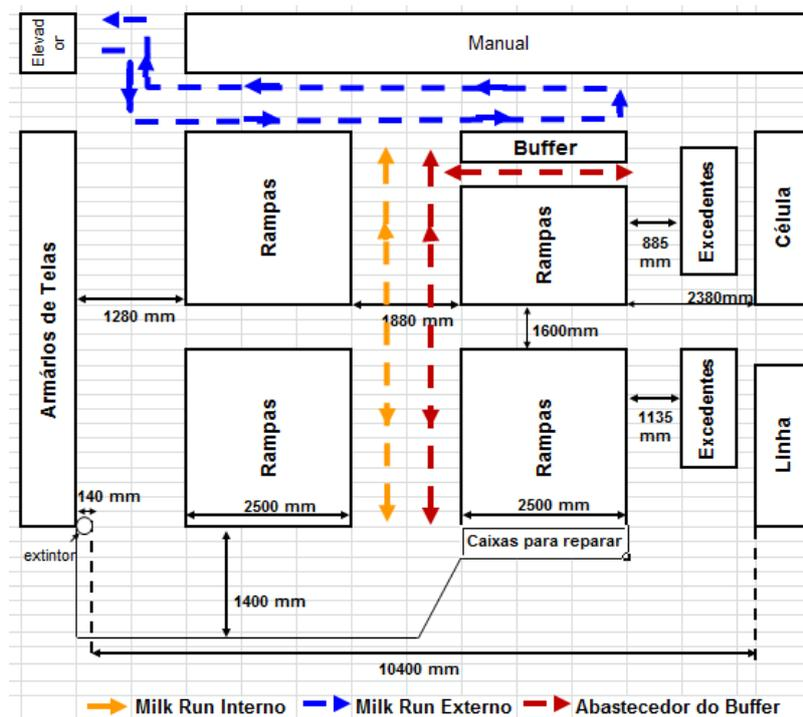 Elevad
or
Manual
Buffer
Rampas
Rampas
Excedentes
Célula
Armários de Telas
885
mm
2380mm
1280 mm
1880 mm
1600mm
Rampas
Rampas
Excedentes
Linha
1135
mm
140 mm
2500 mm
2500 mm
extintor
Caixas para reparar
1400 mm
10400 mm
Milk Run Interno
Milk Run Externo
Abastecedor do Buffer